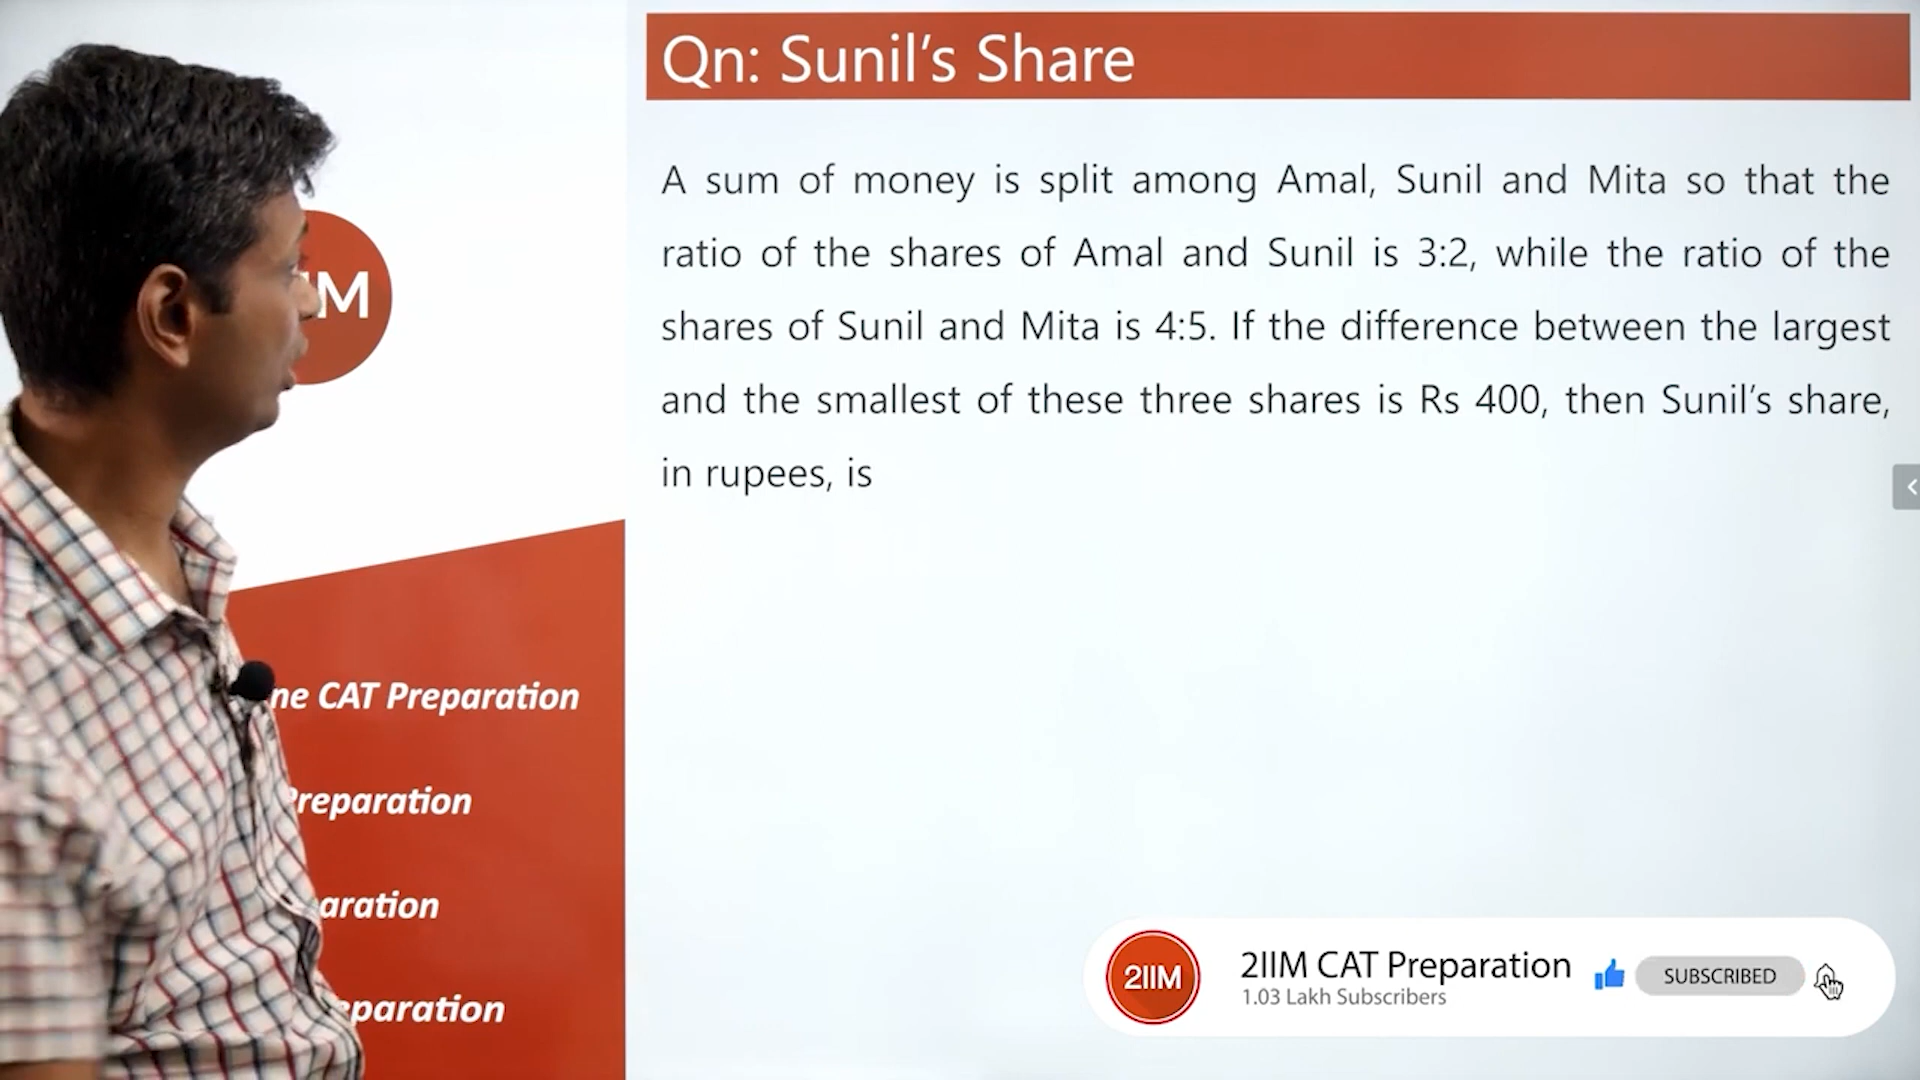 Qn: Sunil's Share
A sum of money is split among Amal, Sunil and Mita so that the
ratio of the shares of Amal and Sunil is 3:2, while the ratio of the
shares of Sunil and Mita is 4:5. If the difference between the largest
and the smallest of these three shares is Rs 400, then Sunil's share,
in rupees, is
M
ne CAT Preparation
Preparation
aration
eparation
2IIM
2IIM CAT Preparation
1.03 Lakh Subscribers
SUBSCRIBED